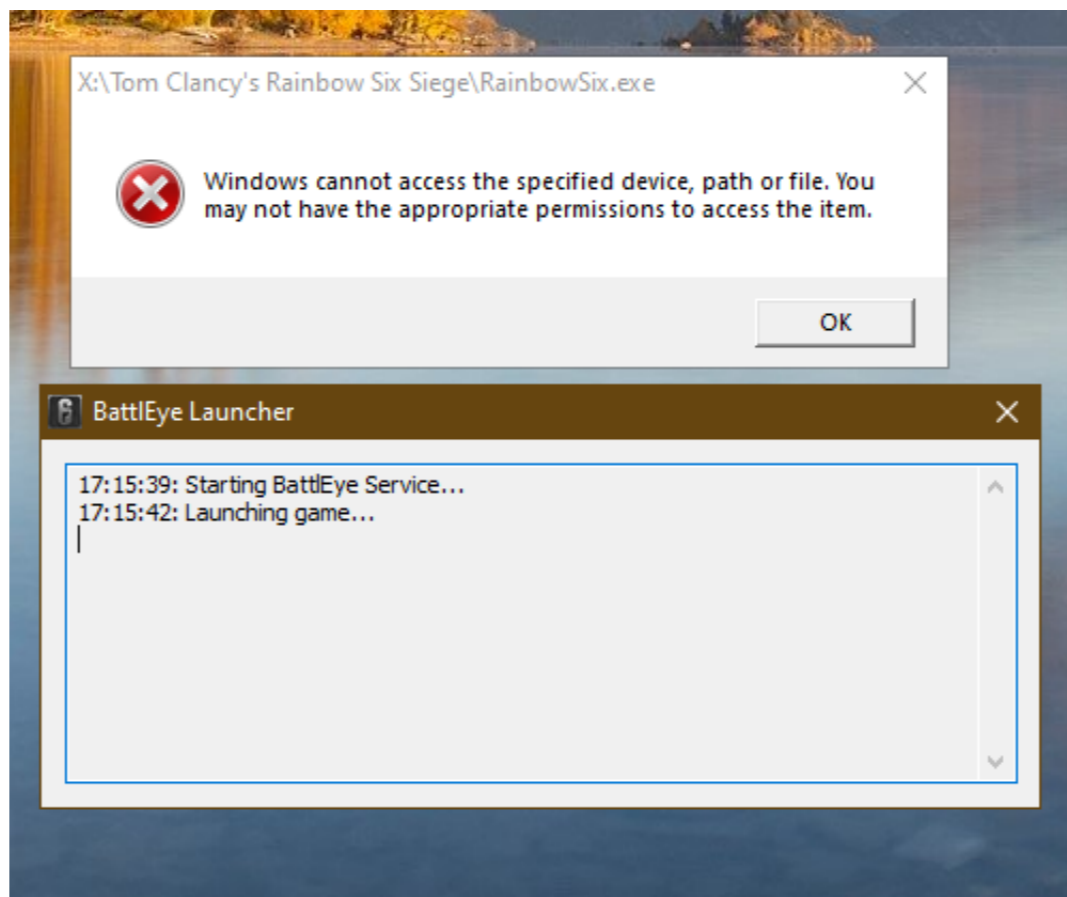 X:\Tom Clancy's Rainbow Six Siege\RainbowSix.exe
Windows cannot access the specified device, path or file. You
may not have the appropriate permissions to access the item.
OK
BattlEye Launcher
17:15:39: Starting BattlEye Service...
17:15:42: Launching game...